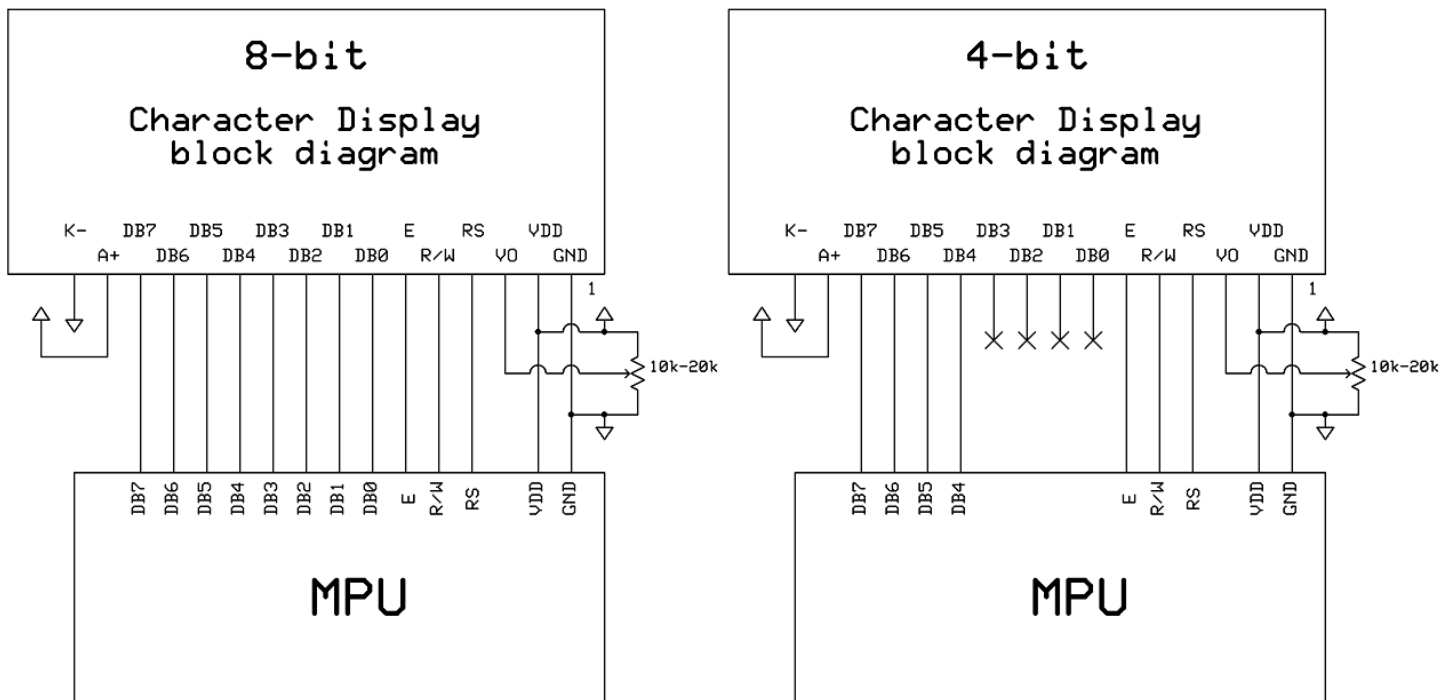 8-bit
Character Display
block diagram
K- DB7 DB5 DB3 DB1 E RS VDD
A+ DB6 DB4 DB2 DB0 R/W VO GND
1
10k-20k
DB7 DB6 DB5 DB4 DB3 DB2 DB1 DB0 E R/W RS VDD GND
MPU
4-bit
Character Display
block diagram
K- DB7 DB5 DB3 DB1 E RS VDD
A+ DB6 DB4 DB2 DB0 R/W VO GND
1
10k-20k
DB7 DB6 DB5 DB4 E R/W RS VDD GND
MPU